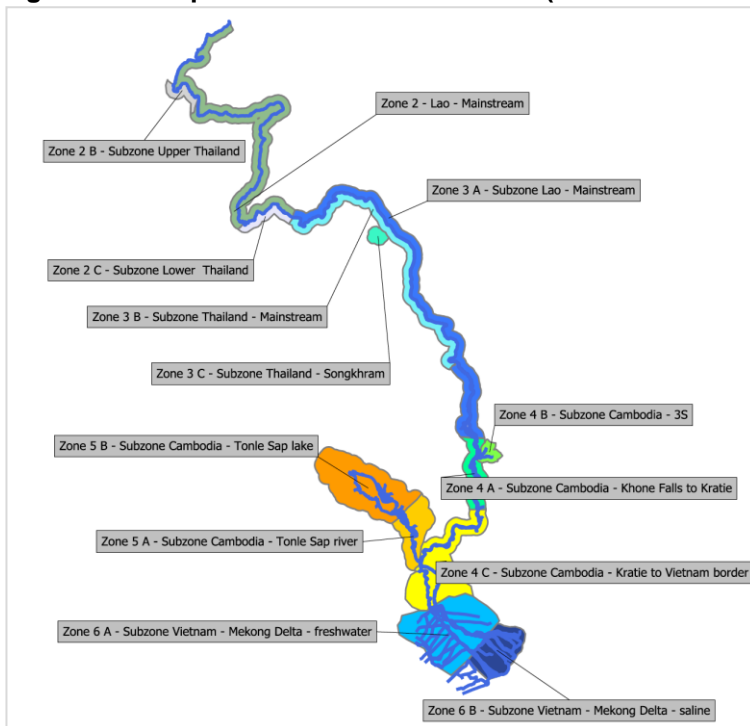 Zone 2 - Lao - Mainstream
Zone 2 B - Subzone Upper Thailand
Zone 3 A - Subzone Lao - Mainstream
Zone 2 C - Subzone Lower  Thailand
Zone 3 B - Subzone Thailand - Mainstream
Zone 3 C - Subzone Thailand - Songkhram
Zone 4 B - Subzone Cambodia - 3S
Zone 5 B - Subzone Cambodia - Tonle Sap lake
Zone 4 A - Subzone Cambodia - Khone Falls to Kratie
Zone 5 A - Subzone Cambodia - Tonle Sap river
Zone 4 C - Subzone Cambodia - Kratie to Vietnam border
Zone 6 A - Subzone Vietnam - Mekong Delta - freshwater
Zone 6 B - Subzone Vietnam - Mekong Delta - saline